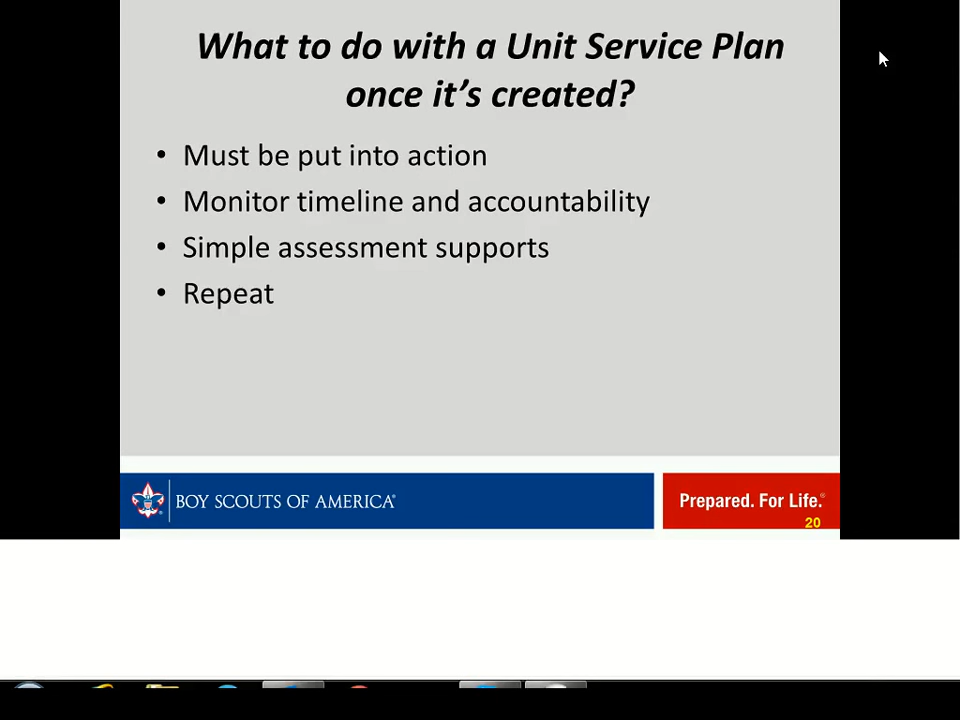 What to do with a Unit Service Plan
once it's created?
• Must be put into action
• Monitor timeline and accountability
• Simple assessment supports
• Repeat
BOY SCOUTS OF AMERICA®
Prepared. For Life.®
20